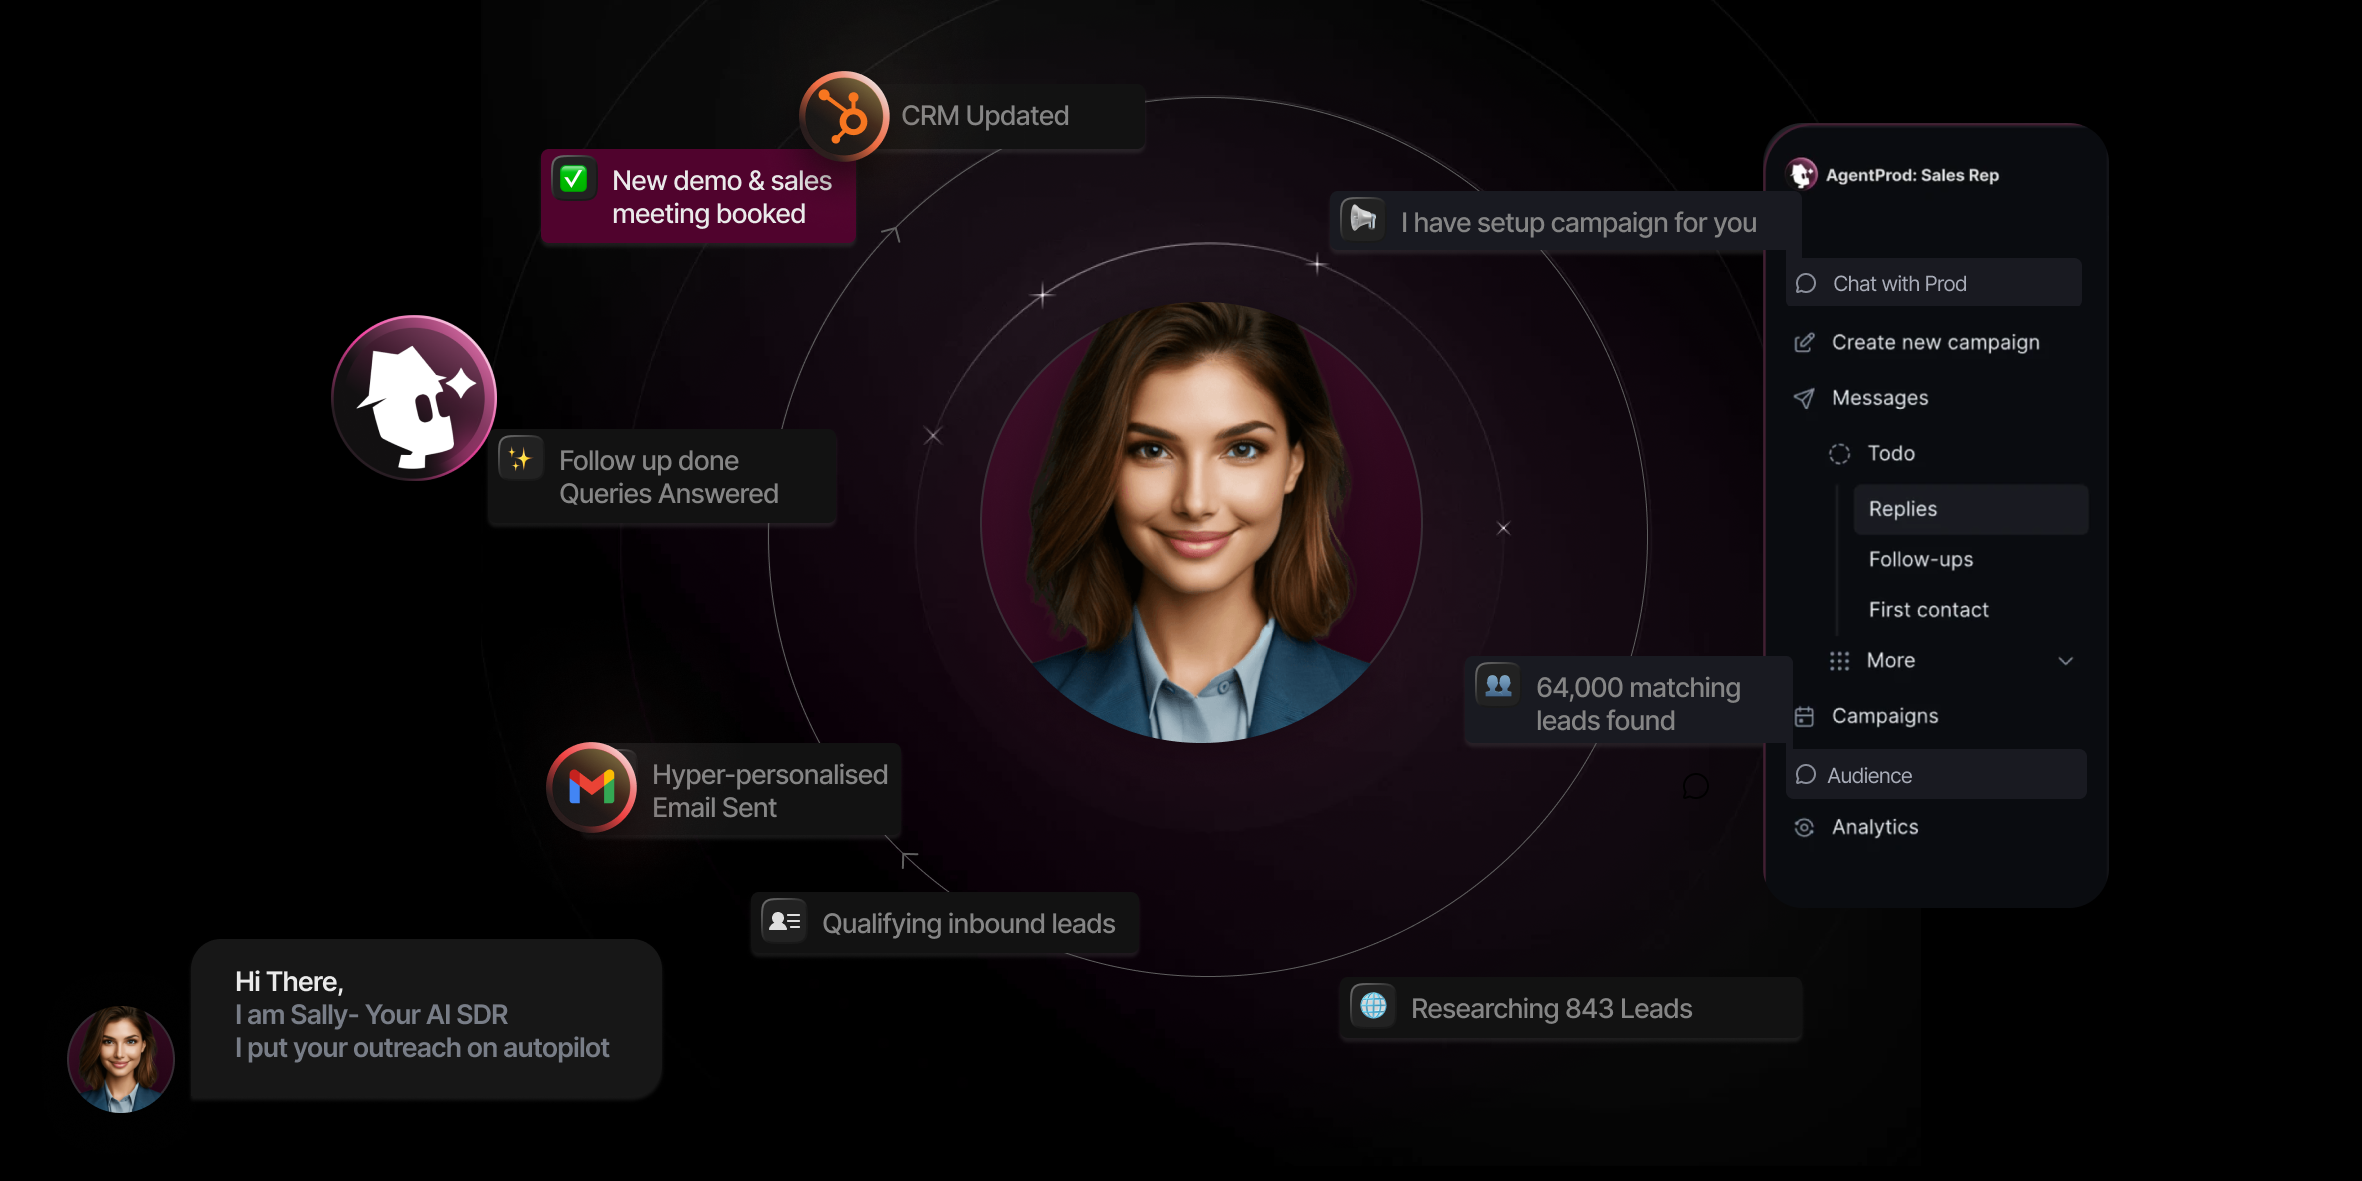 CRM Updated
New demo & sales
meeting booked
Follow up done
Queries Answered
Hyper-personalised
Email Sent
Qualifying inbound leads
Hi There,
I am Sally- Your AI SDR
I put your outreach on autopilot
I have setup campaign for you
64,000 matching
leads found
Researching 843 Leads
AgentProd: Sales Rep
Chat with Prod
Create new campaign
Messages
Todo
Replies
Follow-ups
First contact
More
Campaigns
Audience
Analytics